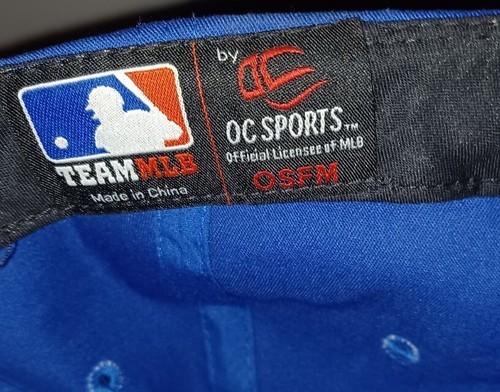 TEAMMLB
Made in China
by
OC SPORTS™
Official Licensee of MLB
OSFM